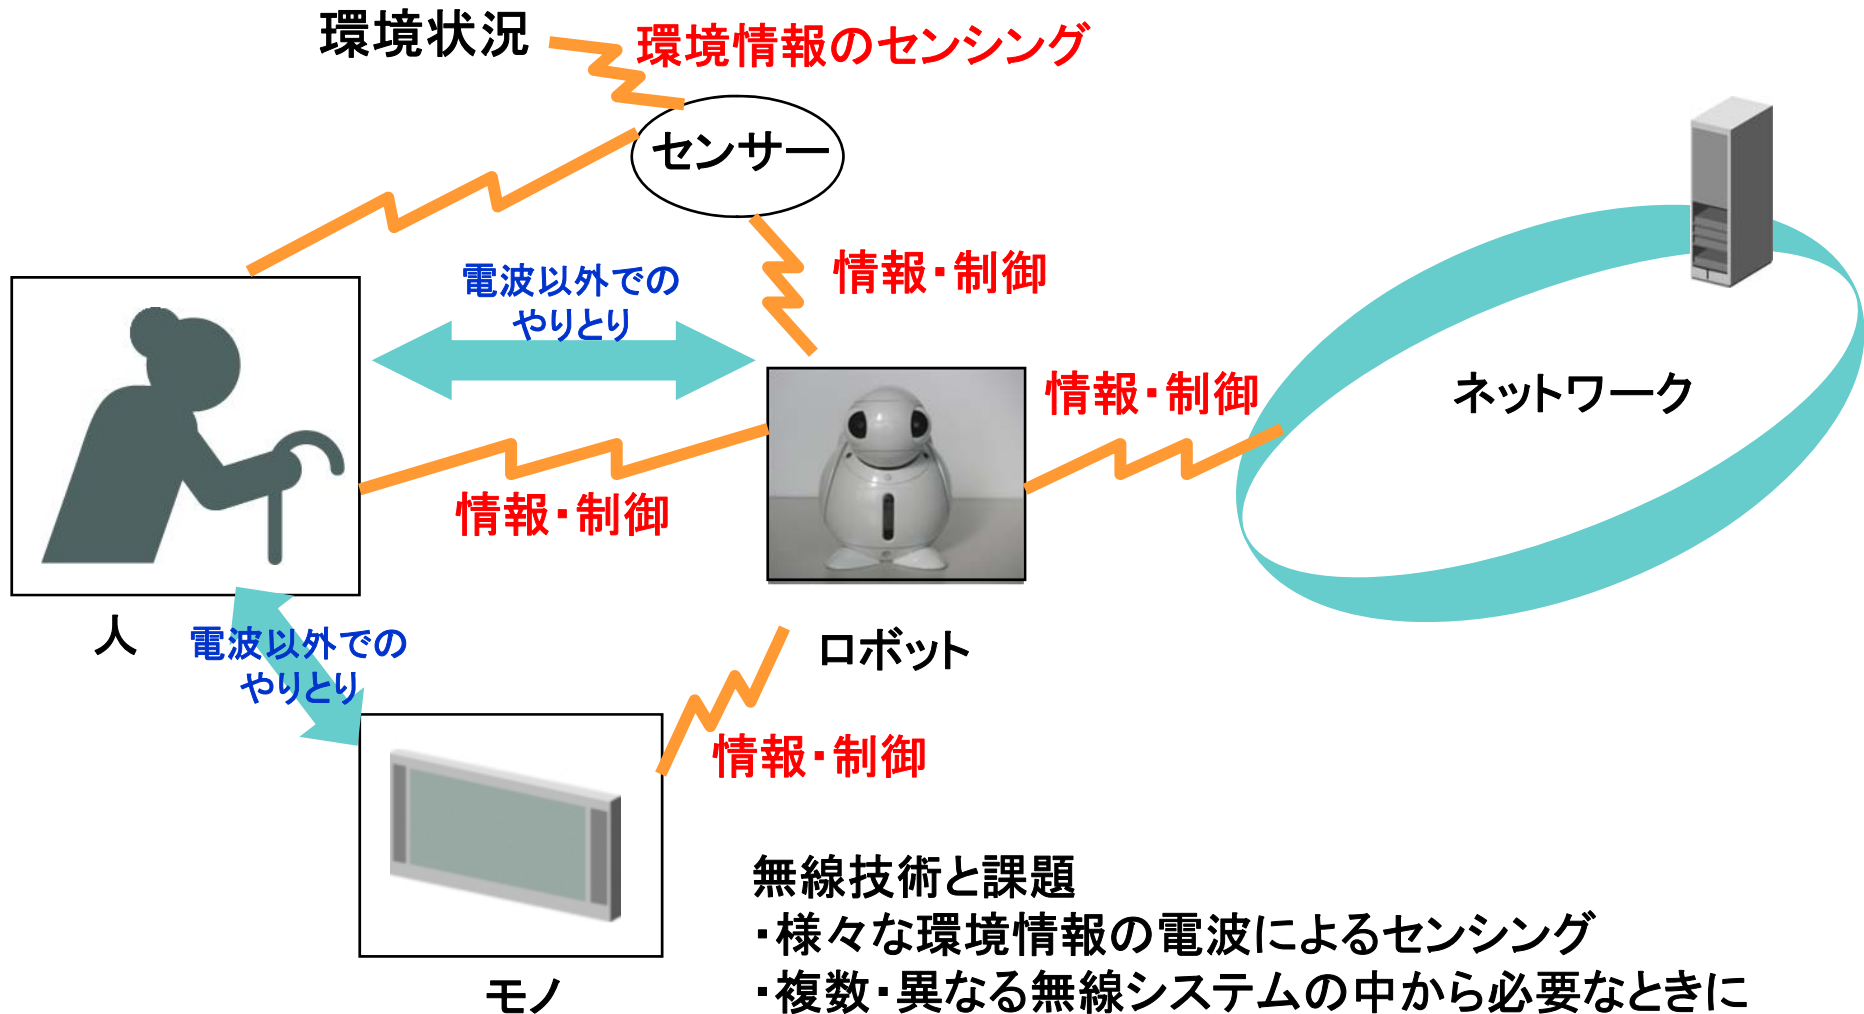 環境状況
環境情報のセンシング
センサー
情報・制御
電波以外での
やりとり
情報・制御
ネットワーク
情報・制御
人
電波以外での
やりとり
ロボット
情報・制御
モノ
無線技術と課題
・様々な環境情報の電波によるセンシング
・複数・異なる無線システムの中から必要なときに